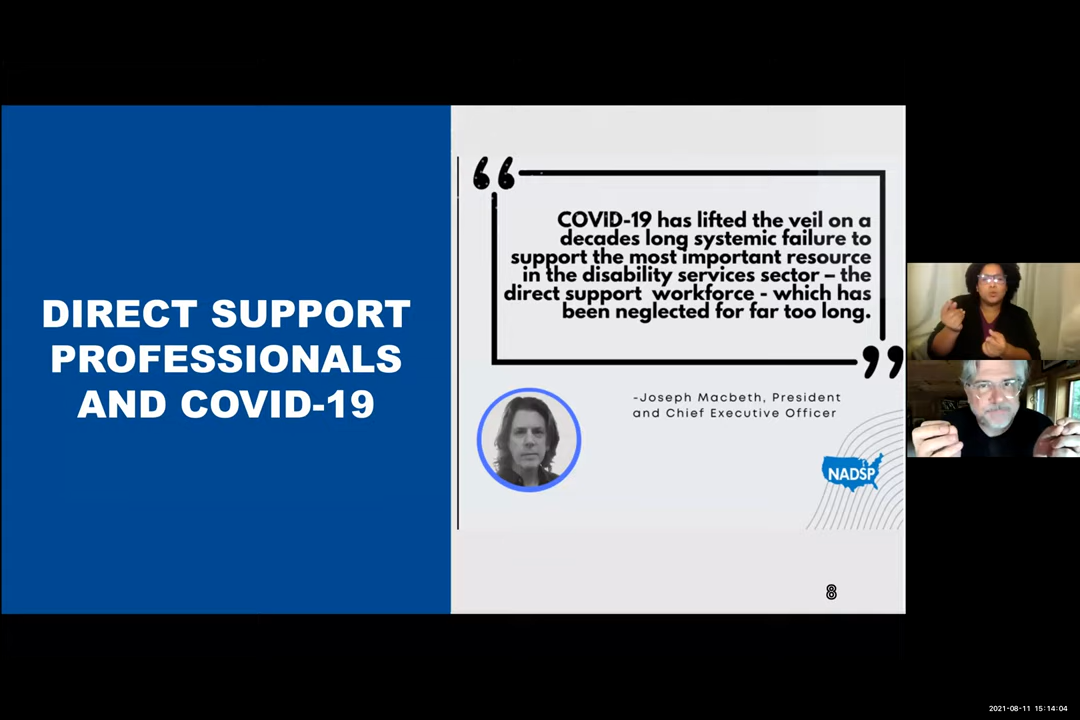 DIRECT SUPPORT
PROFESSIONALS
AND COVID-19
COVID-19 has lifted the veil on a
decades long systemic failure to
support the most important resource
in the disability services sector – the
direct support workforce - which has
been neglected for far too long.
-Joseph Macbeth, President
and Chief Executive Officer
NADSP
8
2021-08-11 15:14:04